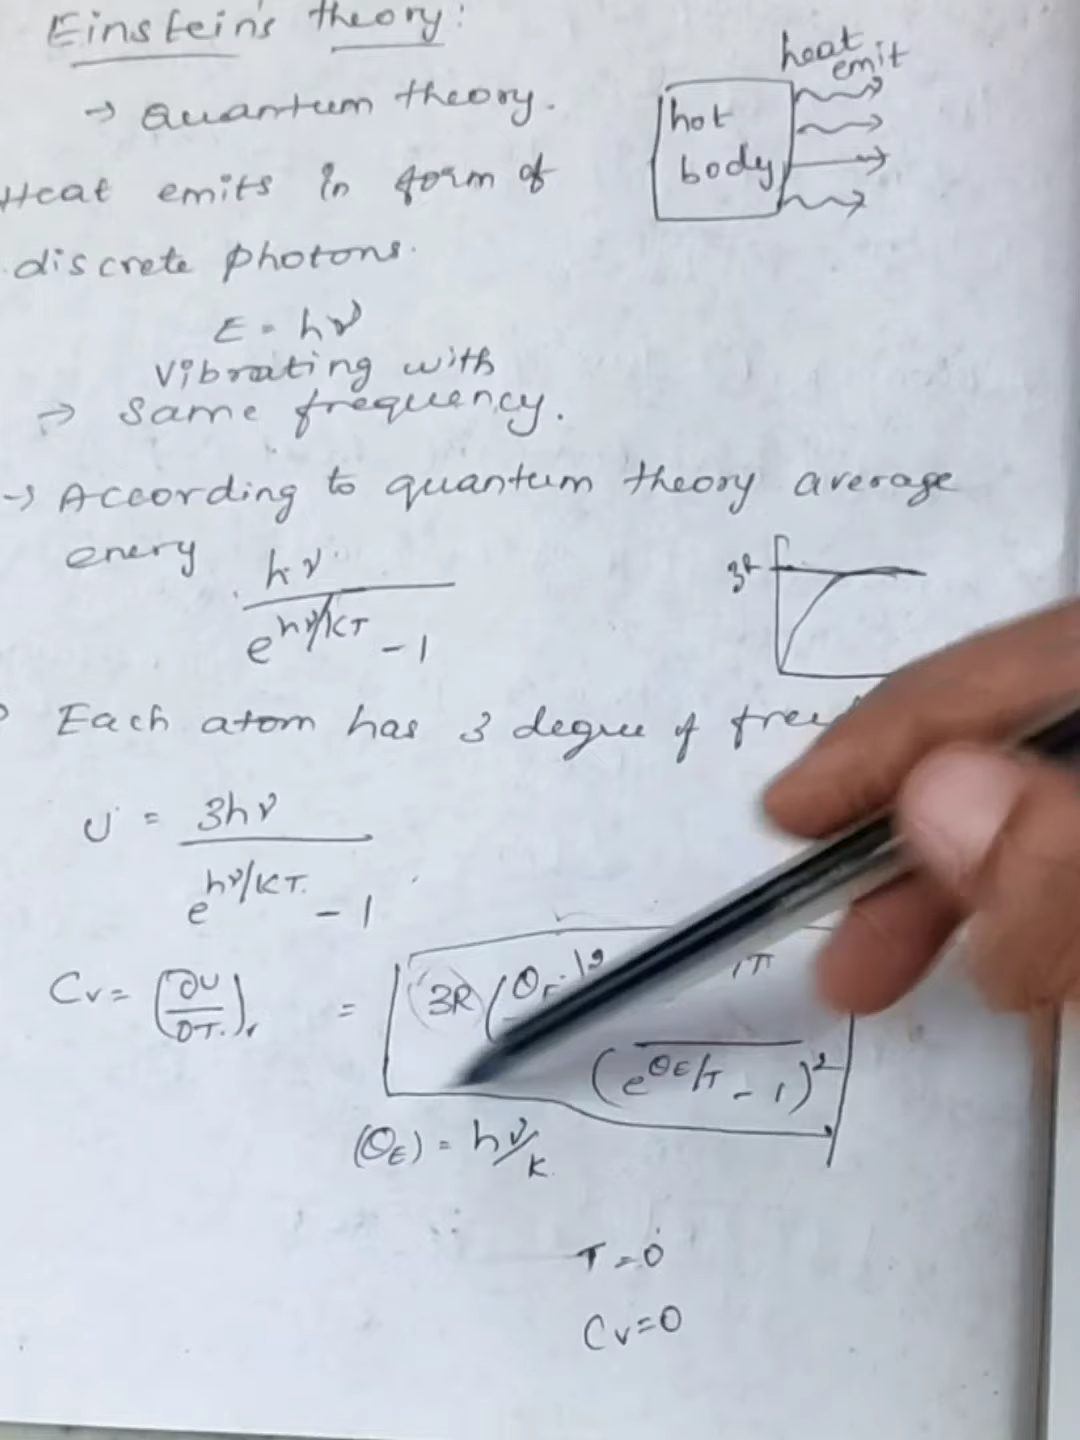 Einstein's theory:
→ Quantum theory.
heat emit
hot body
Heat emits in form of
discrete photons.
E = hν
Vibrating with
→ same frequency.
→ According to quantum theory average
enery
hν
e^hν/KT - 1
3R
Each atom has 3 degree of
U = 3hν
e^hν/KT - 1
Cv = (∂U/∂T)v = 3R
(e^θE/T - 1)²
(θE) = hν/K
T = 0
Cv = 0